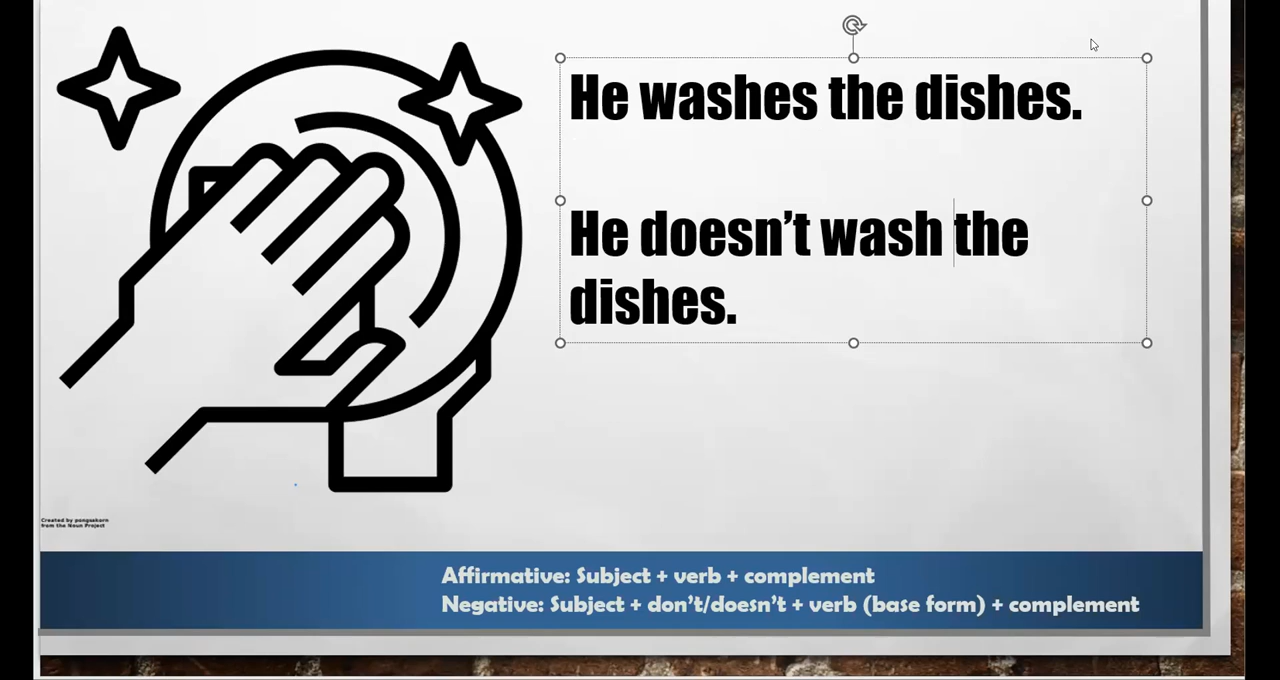 He washes the dishes.
He doesn’t wash the
dishes.
Created by pongsakorn
from the Noun Project
Affirmative: Subject + verb + complement
Negative: Subject + don’t/doesn’t + verb (base form) + complement